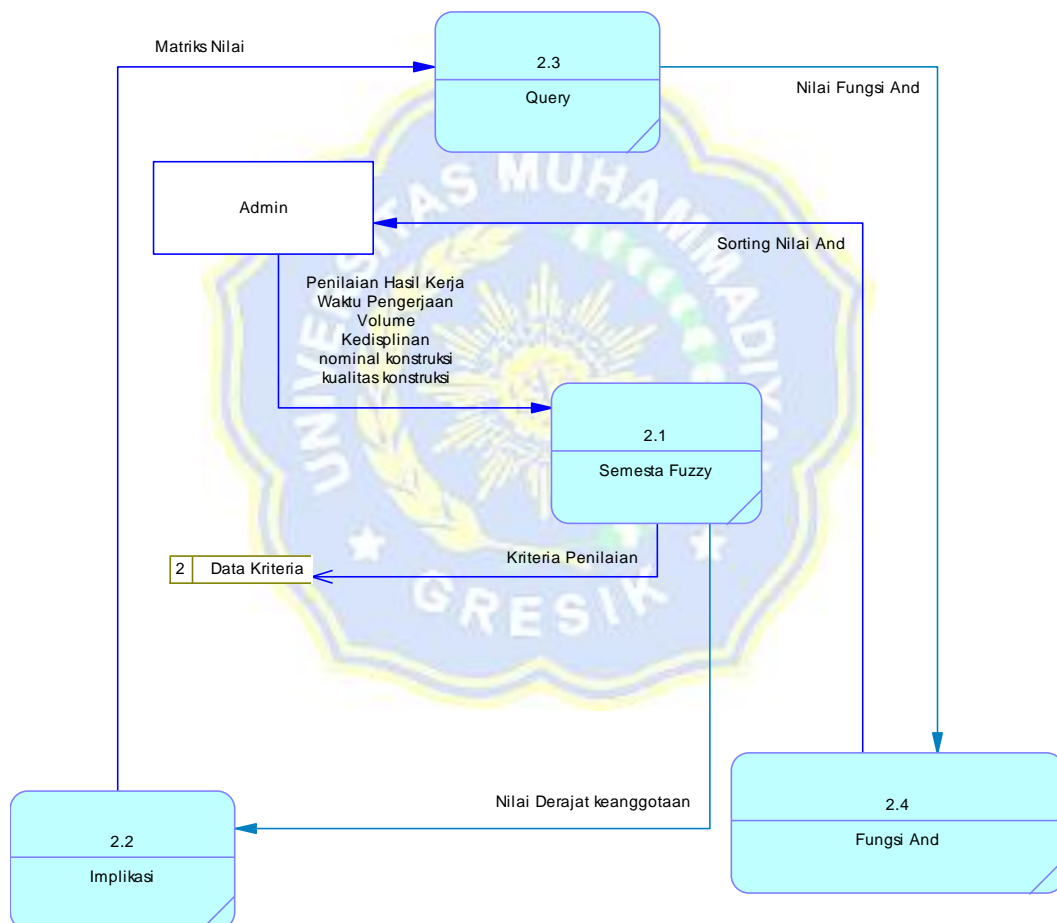 Matriks Nilai
2.3
Query
Nilai Fungsi And
Admin
Sorting Nilai And
Penilaian Hasil Kerja
Waktu Pengerjaan
Volume
Kedisplinan
nominal konstruksi
kualitas konstruksi
2.1
Semesta Fuzzy
Kriteria Penilaian
2 Data Kriteria
Nilai Derajat keanggotaan
2.4
Fungsi And
2.2
Implikasi
UNIVERSITAS MUHAMMADIYAH
GRESIK